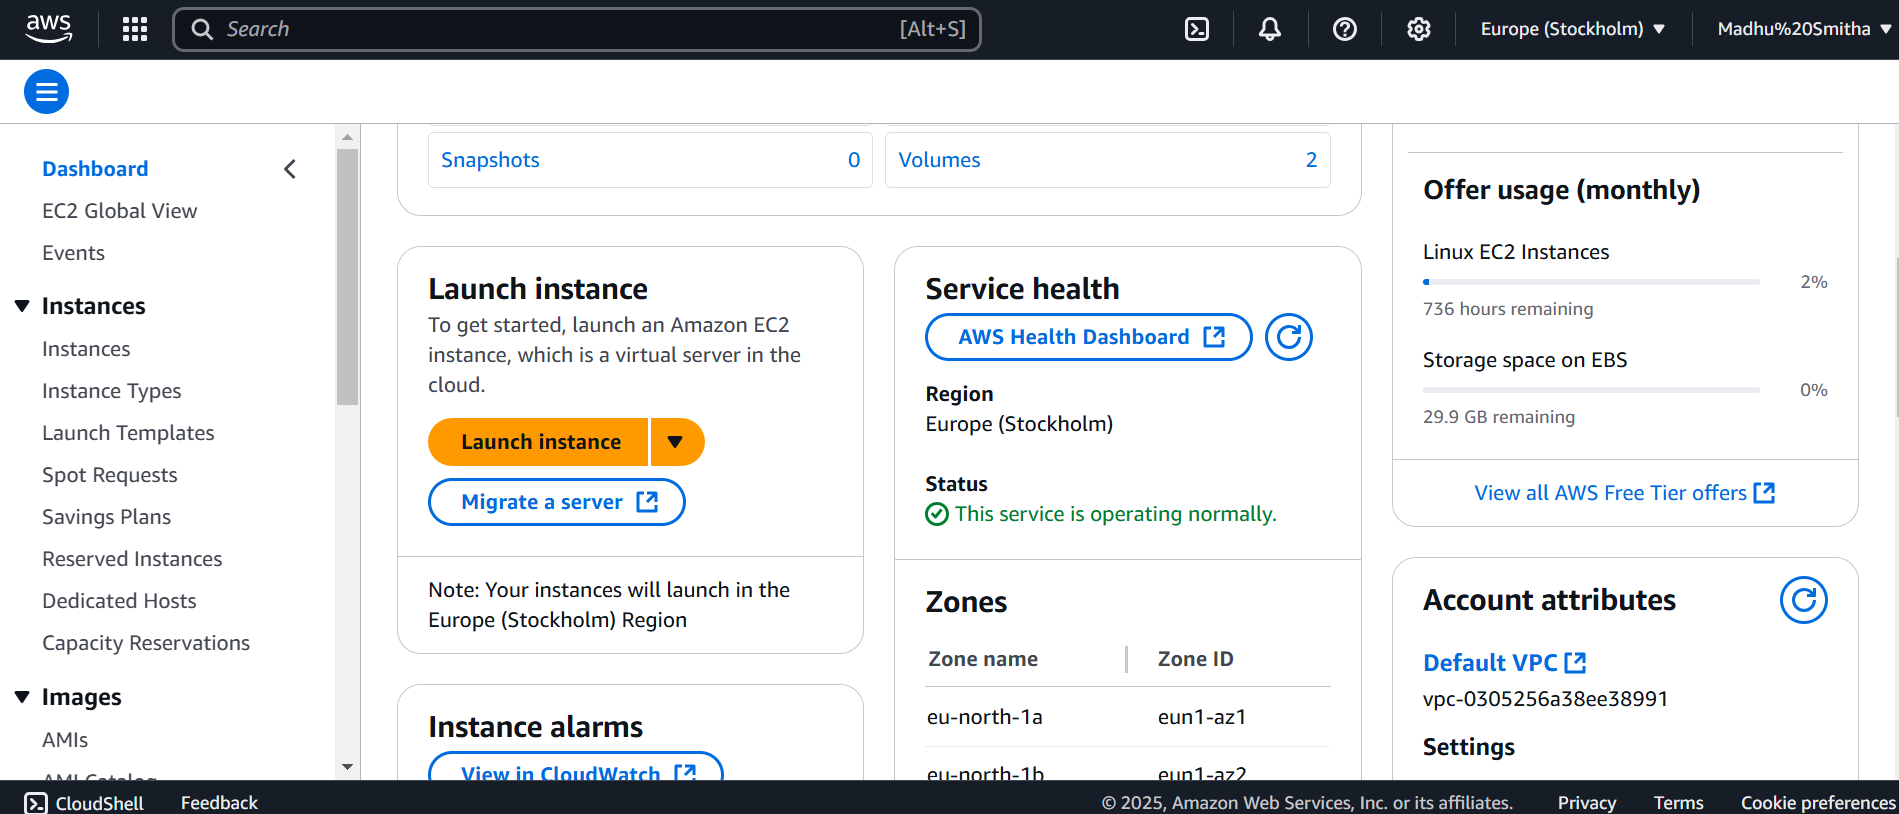 aws
Search
[Alt+S]
Europe (Stockholm)
Madhu%20Smitha
Dashboard
EC2 Global View
Events
Instances
Instances
Instance Types
Launch Templates
Spot Requests
Savings Plans
Reserved Instances
Dedicated Hosts
Capacity Reservations
Images
AMIs
AMI Catalog
Snapshots 0
Volumes 2
Launch instance
To get started, launch an Amazon EC2
instance, which is a virtual server in the
cloud.
Launch instance
Migrate a server
Note: Your instances will launch in the
Europe (Stockholm) Region
Instance alarms
View in CloudWatch
Service health
AWS Health Dashboard
Region
Europe (Stockholm)
Status
This service is operating normally.
Zones
Zone name Zone ID
eu-north-1a eun1-az1
eu-north-1b eun1-az2
Offer usage (monthly)
Linux EC2 Instances
2%
736 hours remaining
Storage space on EBS
0%
29.9 GB remaining
View all AWS Free Tier offers
Account attributes
Default VPC
vpc-0305256a38ee38991
Settings
CloudShell
Feedback
© 2025, Amazon Web Services, Inc. or its affiliates.
Privacy
Terms
Cookie preferences